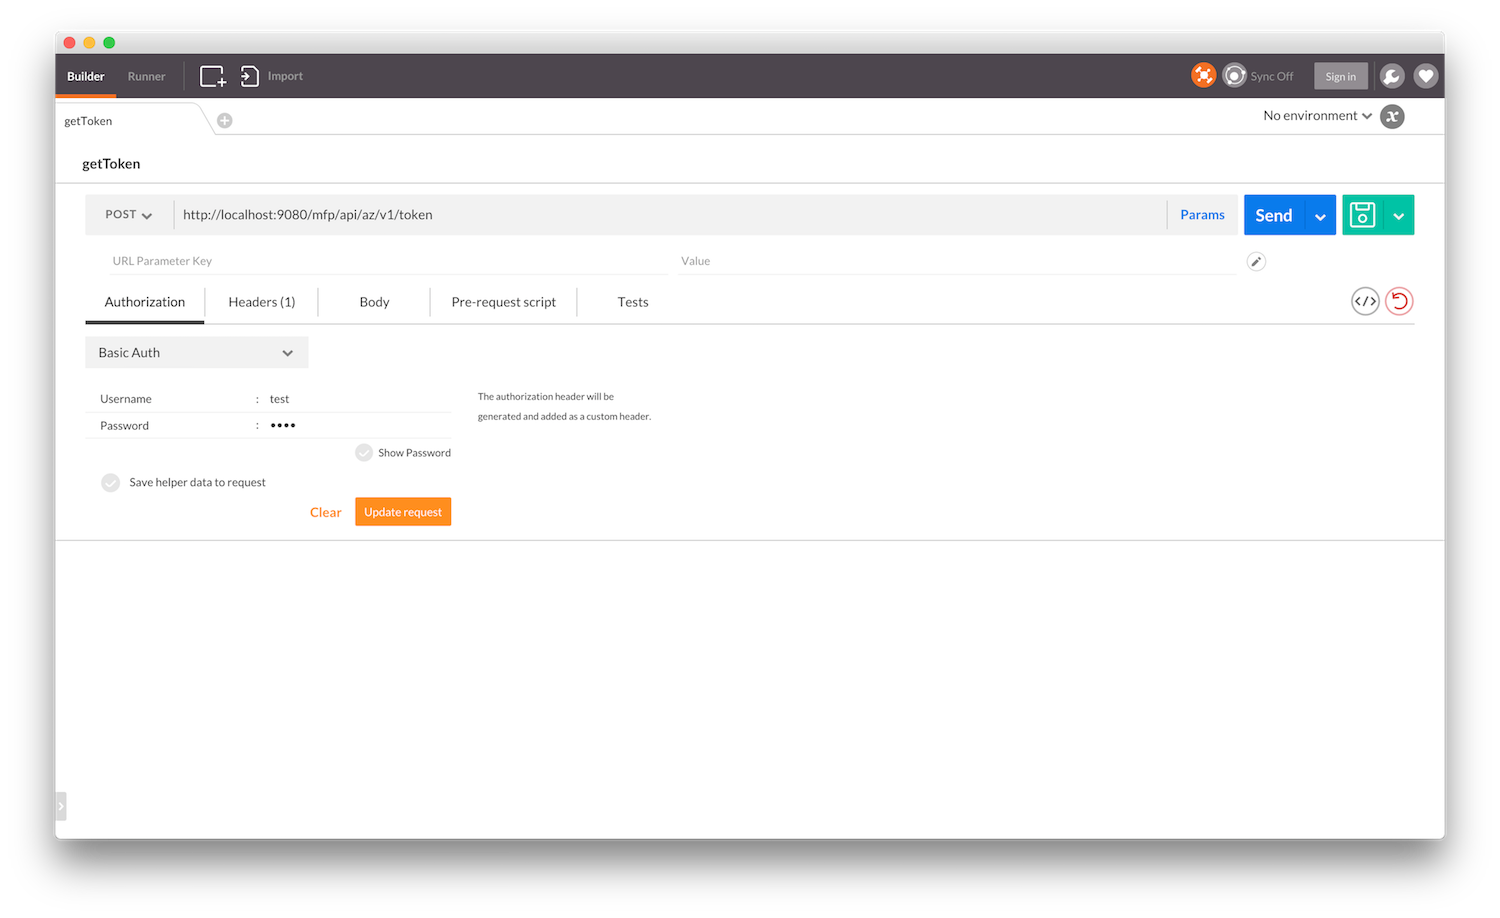 Builder Runner Import Sync Off Sign in
getToken No environment
getToken
POST http://localhost:9080/mfp/api/az/v1/token Params Send
URL Parameter Key Value
Authorization Headers (1) Body Pre-request script Tests
Basic Auth
Username : test
The authorization header will be
generated and added as a custom header.
Password : ••••
Show Password
Save helper data to request
Clear Update request